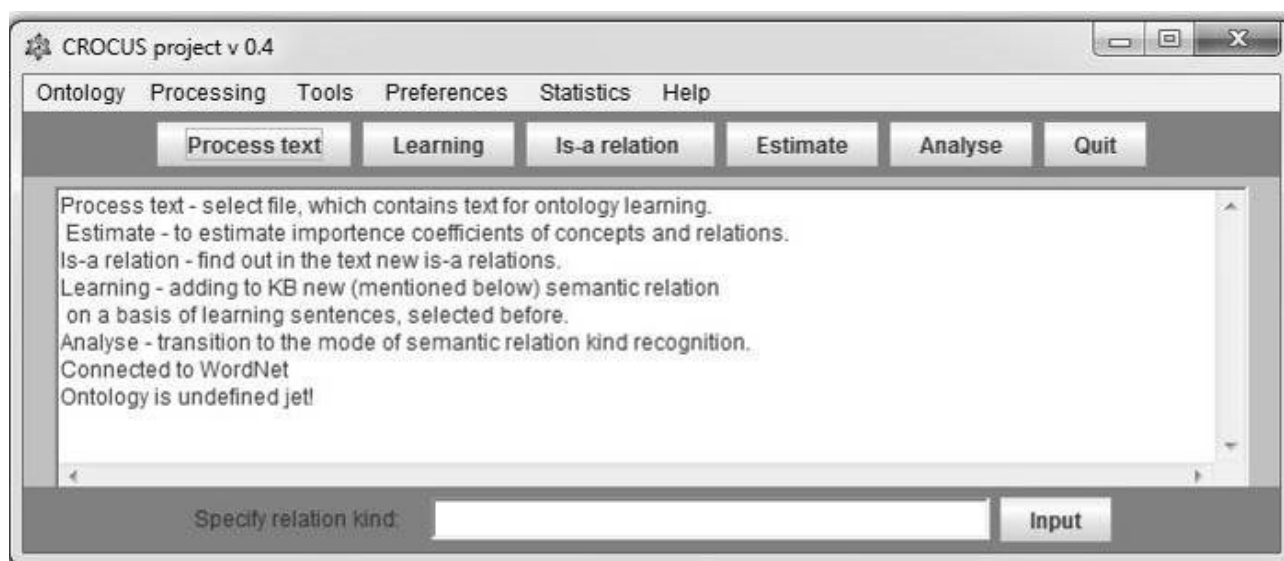 CROCUS project v 0.4
Ontology Processing Tools Preferences Statistics Help
Process text Learning Is-a relation Estimate Analyse Quit
Process text - select file, which contains text for ontology learning.
Estimate - to estimate importence coefficients of concepts and relations.
Is-a relation - find out in the text new is-a relations.
Learning - adding to KB new (mentioned below) semantic relation
on a basis of learning sentences, selected before.
Analyse - transition to the mode of semantic relation kind recognition.
Connected to WordNet
Ontology is undefined jet!
Specify relation kind: Input